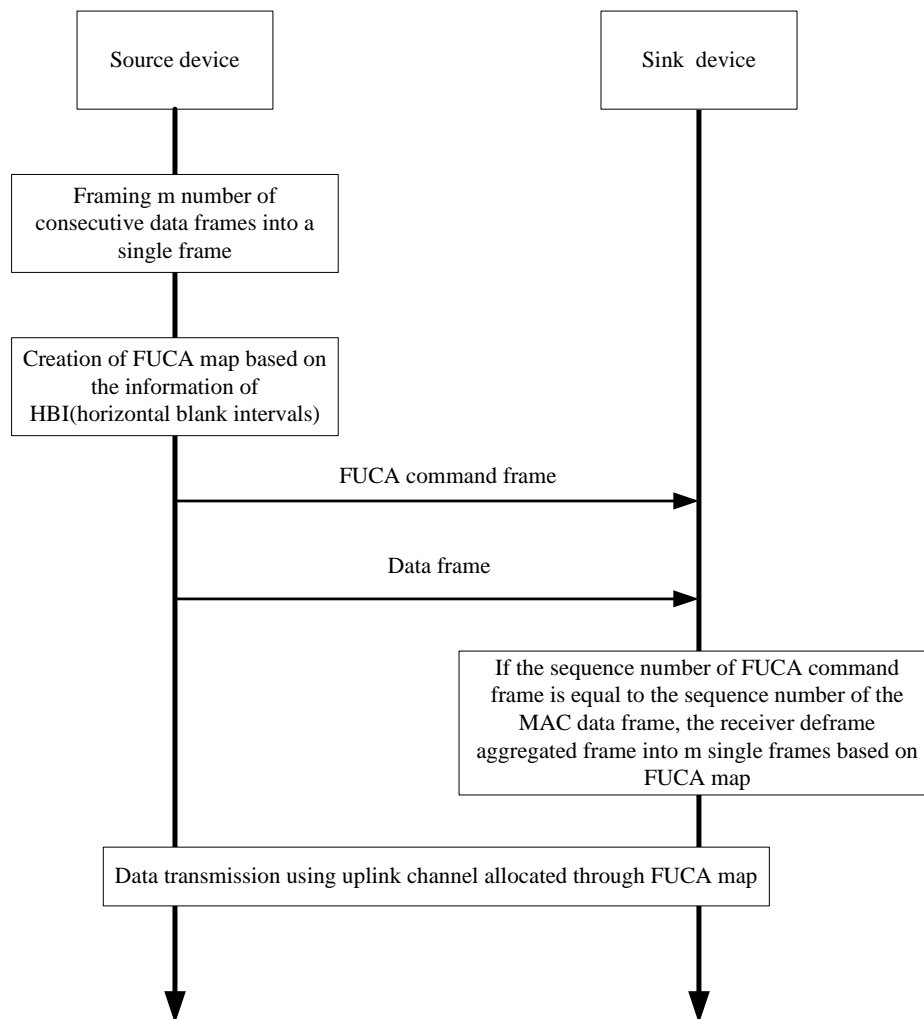 Source device
Sink device
Framing m number of
consecutive data frames into a
single frame
Creation of FUCA map based on
the information of
HBI(horizontal blank intervals)
FUCA command frame
Data frame
If the sequence number of FUCA command
frame is equal to the sequence number of the
MAC data frame, the receiver deframe
aggregated frame into m single frames based on
FUCA map
Data transmission using uplink channel allocated through FUCA map